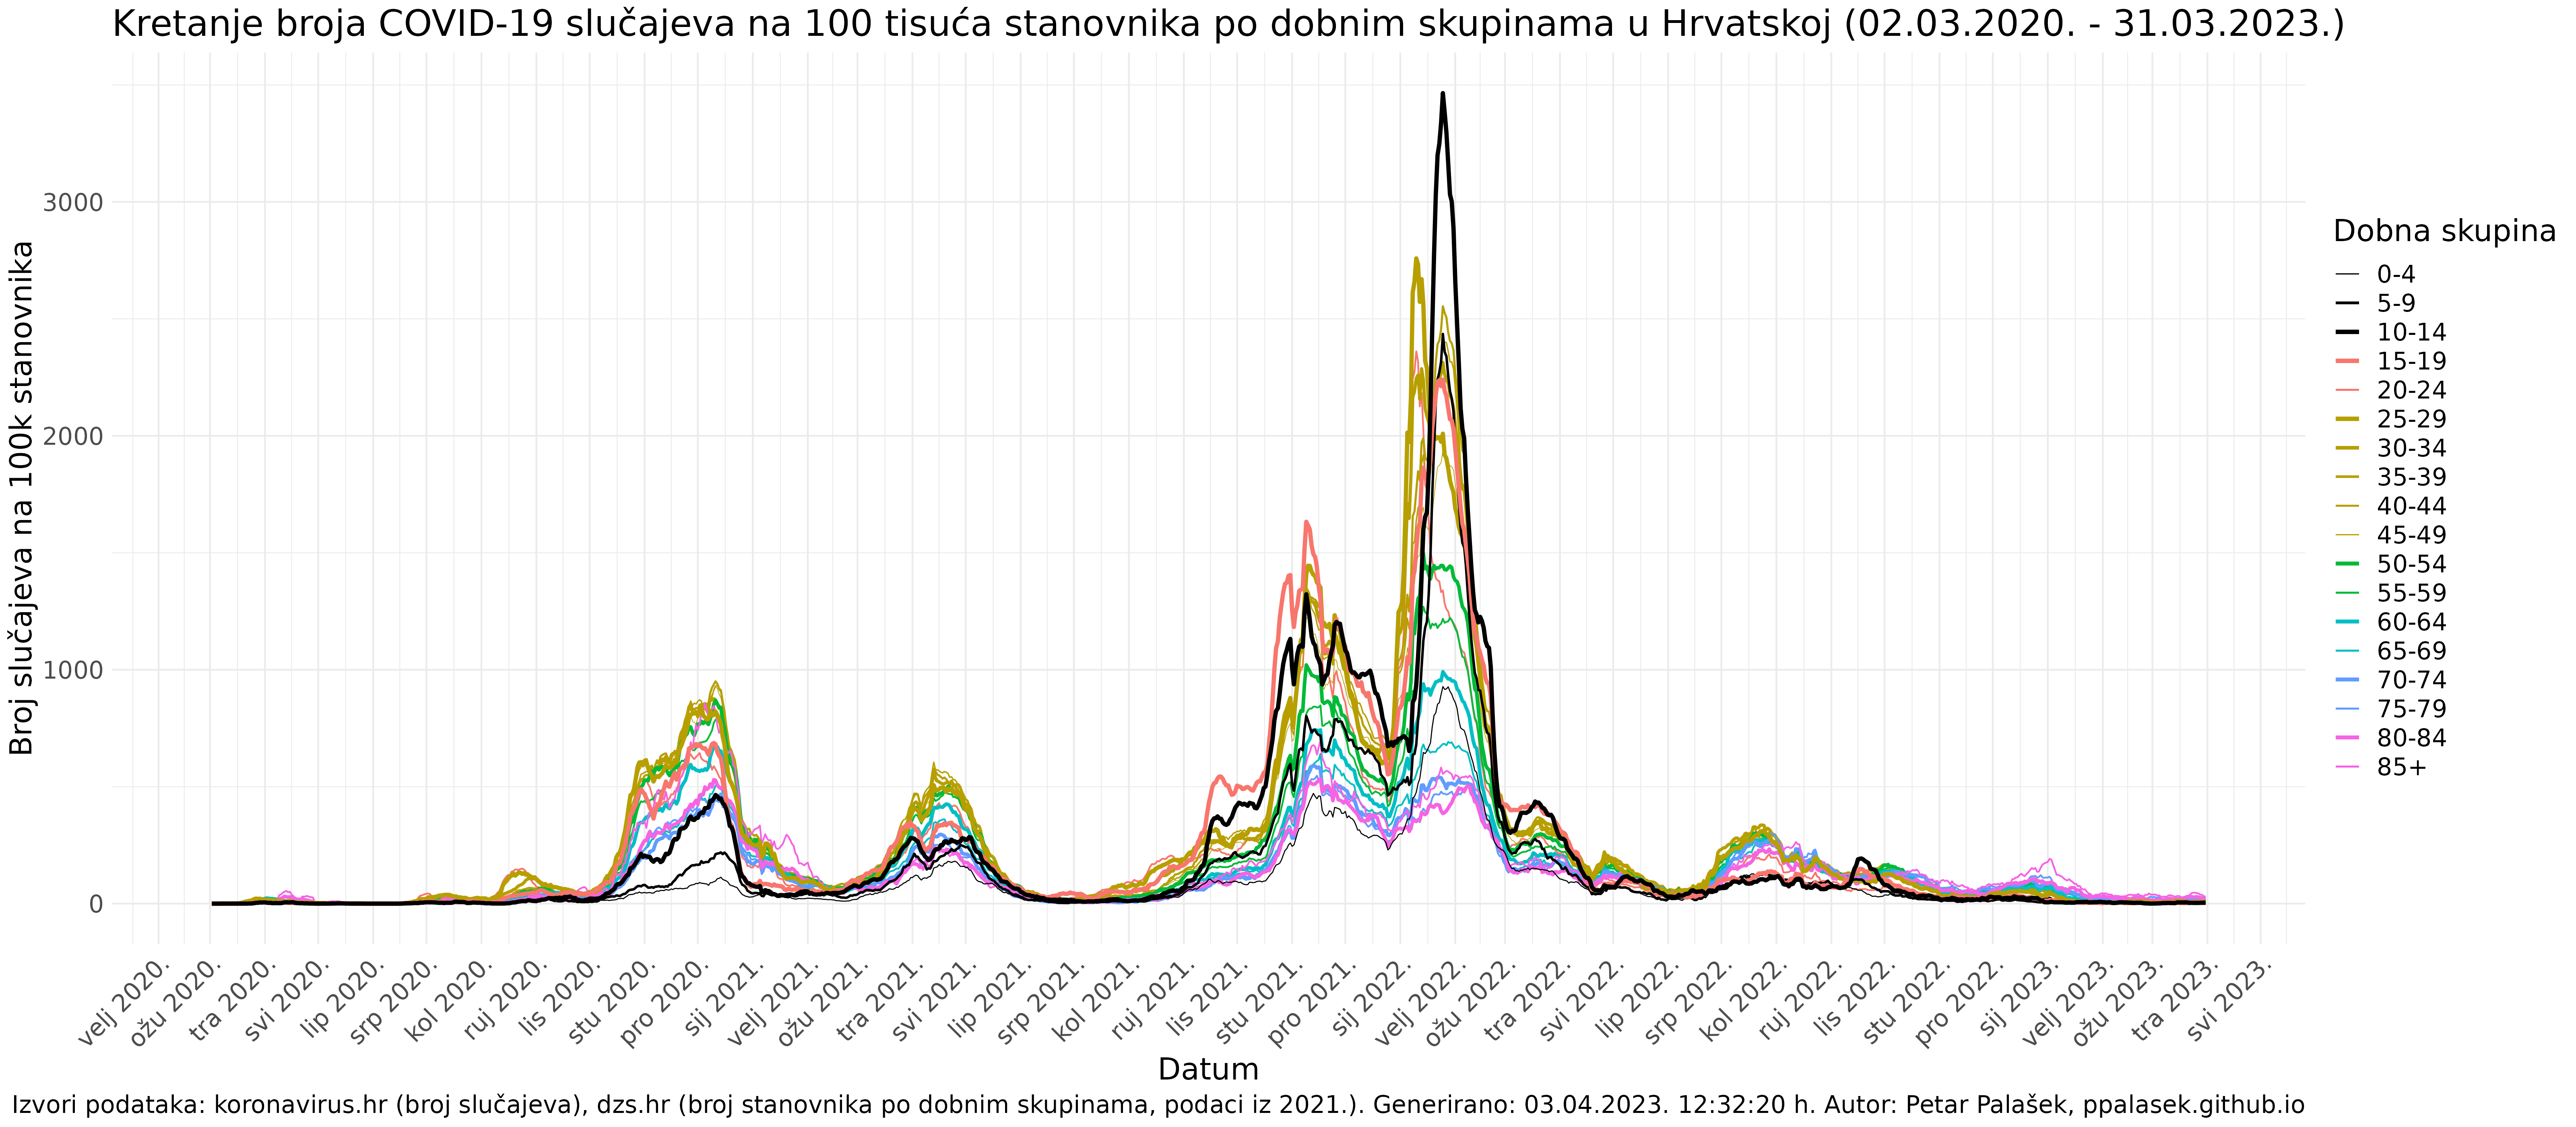 Kretanje broja COVID-19 slučajeva na 100 tisuća stanovnika po dobnim skupinama u Hrvatskoj (02.03.2020. - 31.03.2023.)
Broj slučajeva na 100k stanovnika
3000
2000
1000
0
velj 2020.
ožu 2020.
tra 2020.
svi 2020.
lip 2020.
srp 2020.
kol 2020.
ruj 2020.
lis 2020.
stu 2020.
pro 2020.
sij 2021.
velj 2021.
ožu 2021.
tra 2021.
svi 2021.
lip 2021.
srp 2021.
kol 2021.
ruj 2021.
lis 2021.
stu 2021.
pro 2021.
sij 2022.
velj 2022.
ožu 2022.
tra 2022.
svi 2022.
lip 2022.
srp 2022.
kol 2022.
ruj 2022.
lis 2022.
stu 2022.
pro 2022.
sij 2023.
velj 2023.
ožu 2023.
tra 2023.
svi 2023.
Datum
Dobna skupina
0-4
5-9
10-14
15-19
20-24
25-29
30-34
35-39
40-44
45-49
50-54
55-59
60-64
65-69
70-74
75-79
80-84
85+
Izvori podataka: koronavirus.hr (broj slučajeva), dzs.hr (broj stanovnika po dobnim skupinama, podaci iz 2021.). Generirano: 03.04.2023. 12:32:20 h. Autor: Petar Palašek, ppalasek.github.io